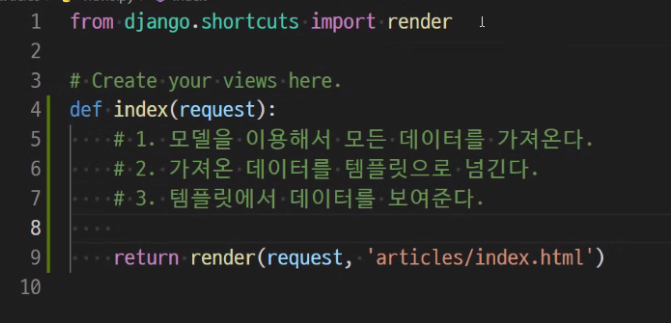 1 from django.shortcuts import render
2
3 # Create your views here.
4 def index(request):
5 # 1. 모델을 이용해서 모든 데이터를 가져온다.
6 # 2. 가져온 데이터를 템플릿으로 넘긴다.
7 # 3. 템플릿에서 데이터를 보여준다.
8
9 return render(request, 'articles/index.html')
10